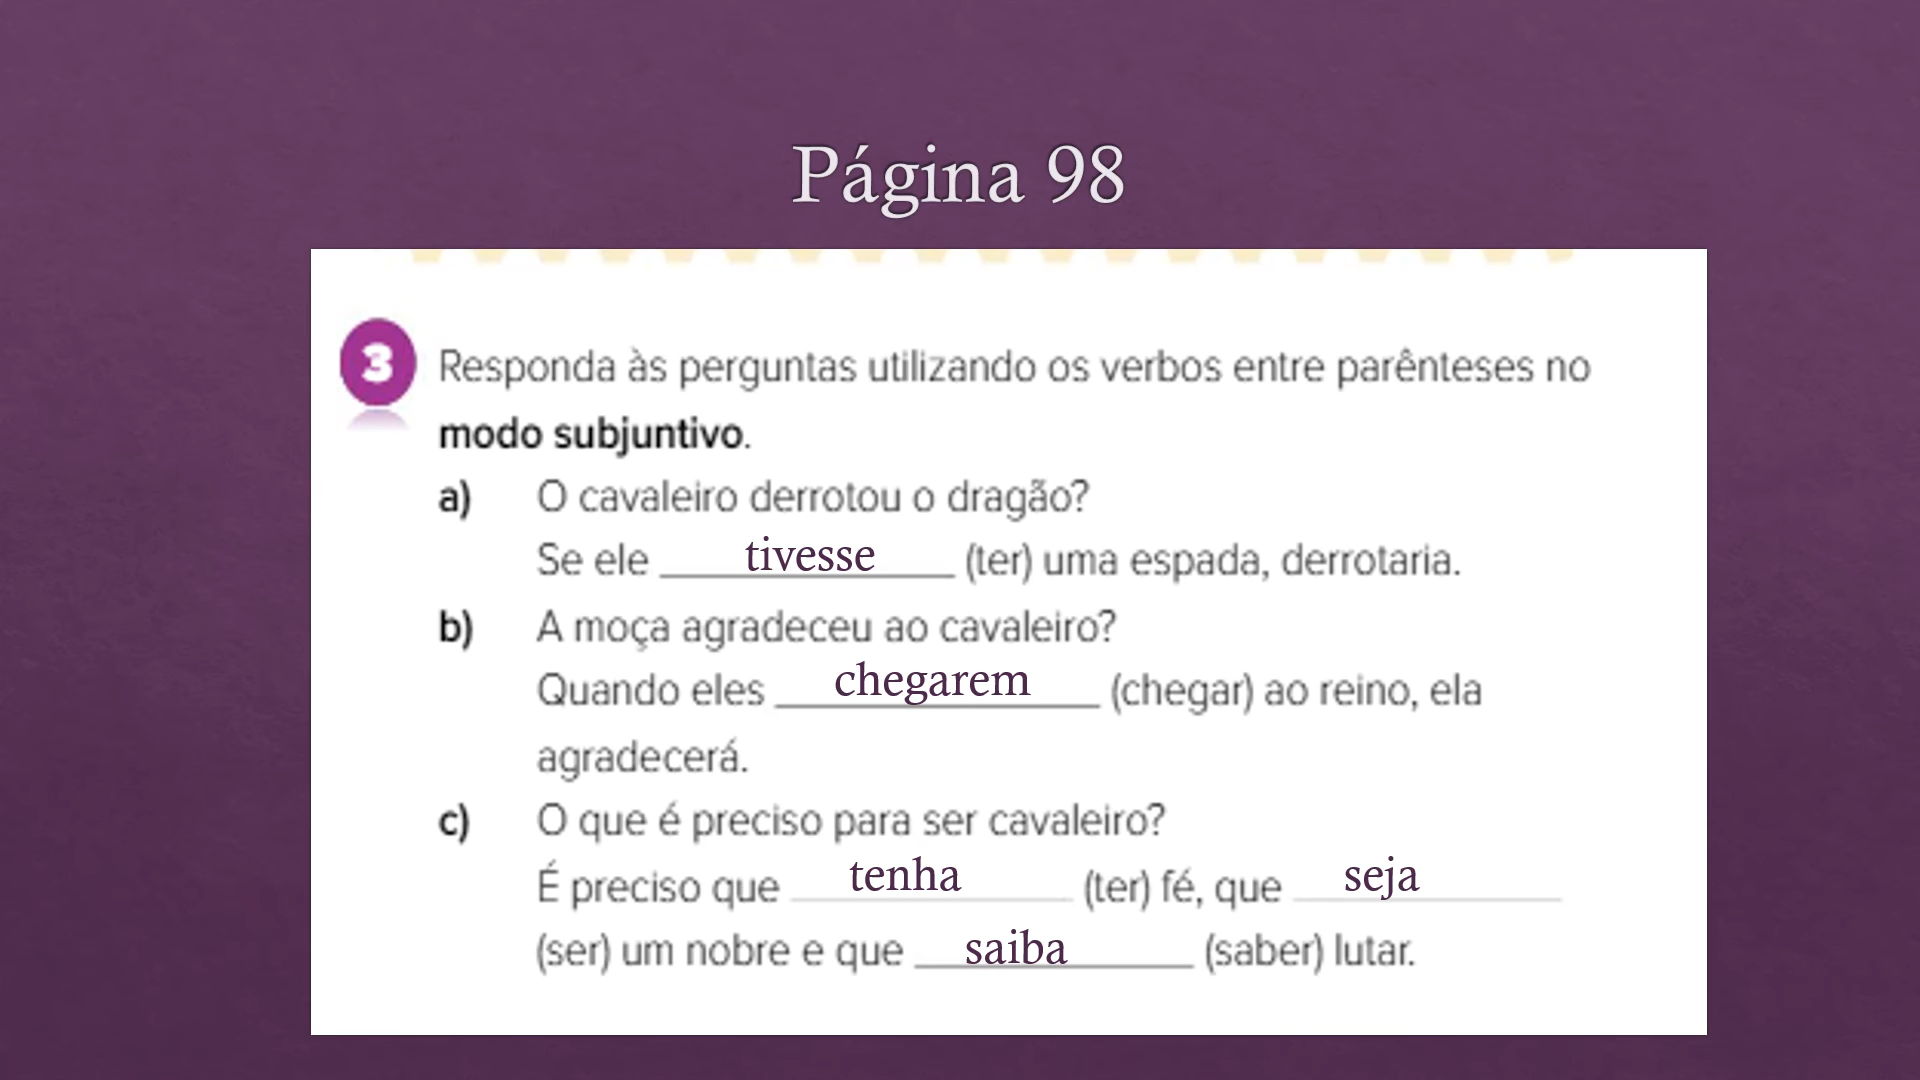 Página 98
3 Responda às perguntas utilizando os verbos entre parênteses no
modo subjuntivo.
a) O cavaleiro derrotou o dragão?
Se ele tivesse (ter) uma espada, derrotaria.
b) A moça agradeceu ao cavaleiro?
Quando eles chegarem (chegar) ao reino, ela
agradecerá.
c) O que é preciso para ser cavaleiro?
É preciso que tenha (ter) fé, que seja
(ser) um nobre e que saiba (saber) lutar.